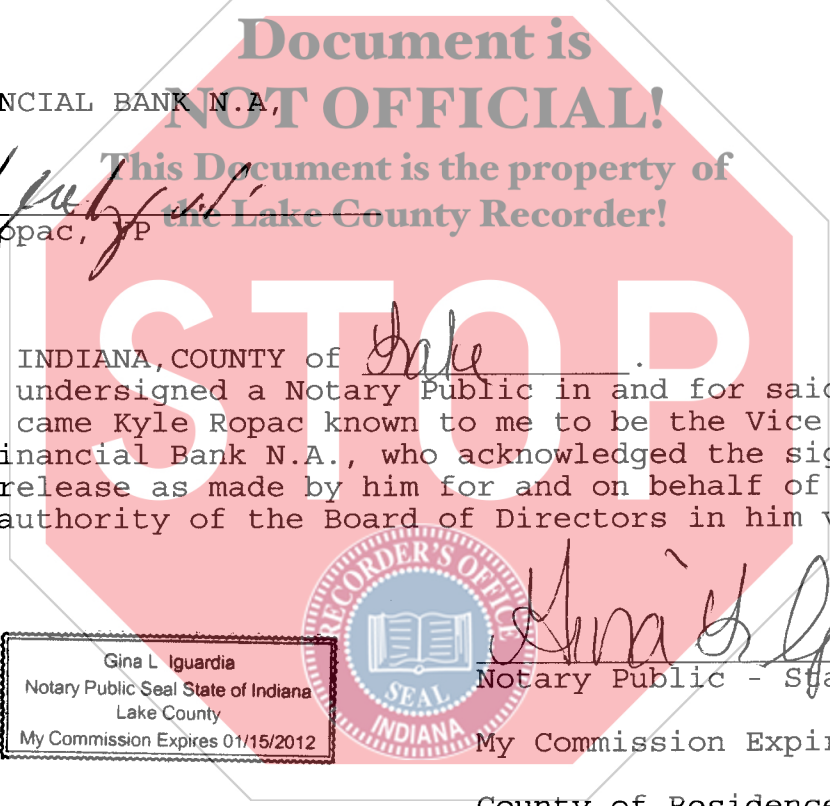 Document is
NCIAL BANK N.A,
NOT OFFICIAL!
This Document is the property of
the Lake County Recorder!
opac, VP
STOP
INDIANA, COUNTY of Lake.
undersigned a Notary Public in and for said
came Kyle Ropac known to me to be the Vice
inancial Bank N.A., who acknowledged the sig
release as made by him for and on behalf of
authority of the Board of Directors in him v
RECORDER'S OFFICE
SEAL
INDIANA
Gina L Iguardia
Notary Public Seal State of Indiana
Lake County
My Commission Expires 01/15/2012
Gina L
Notary Public - Sta
My Commission Expir
County of Residence